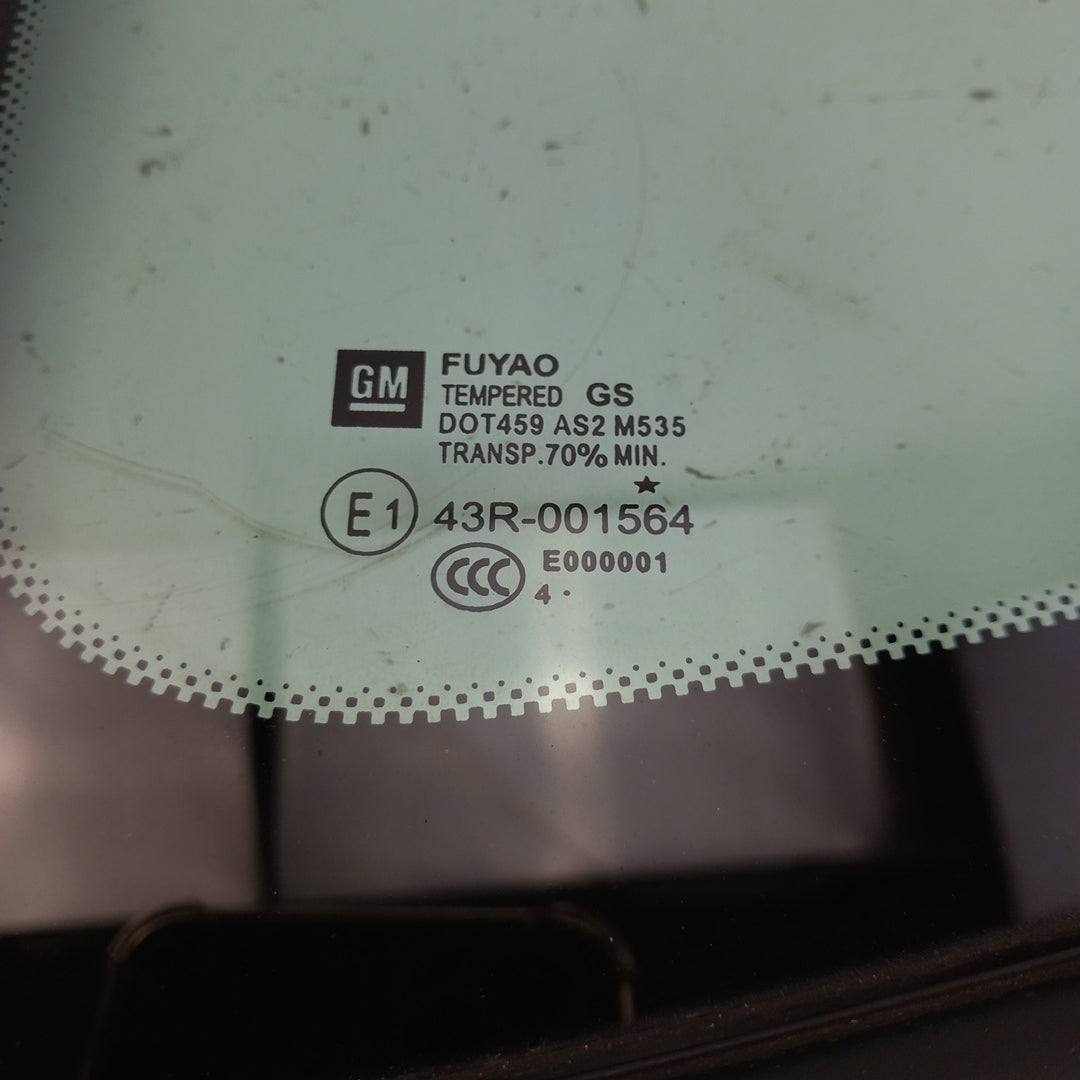 GM
FUYAO
TEMPERED GS
DOT459 AS2 M535
TRANSP.70% MIN.
E1 43R-001564
CCC E000001
4 ·